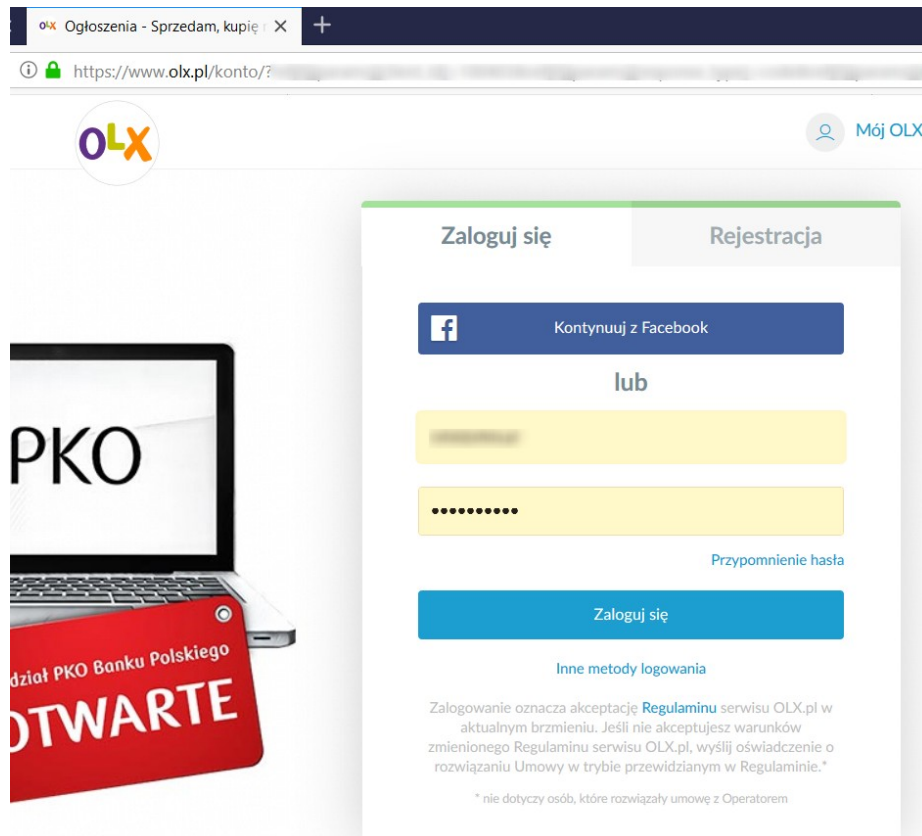 OLX Ogłoszenia - Sprzedam, kupię
https://www.olx.pl/konto/?
OLX
Mój OLX
Zaloguj się
Rejestracja
f Kontynuuj z Facebook
lub
••••••••••
Przypomnienie hasła
Zaloguj się
Inne metody logowania
Zalogowanie oznacza akceptację Regulaminu serwisu OLX.pl w
aktualnym brzmieniu. Jeśli nie akceptujesz warunków
zmienionego Regulaminu serwisu OLX.pl, wyślij oświadczenie o
rozwiązaniu Umowy w trybie przewidzianym w Regulaminie.*
* nie dotyczy osób, które rozwiązały umowę z Operatorem
PKO
dział PKO Banku Polskiego
OTWARTE